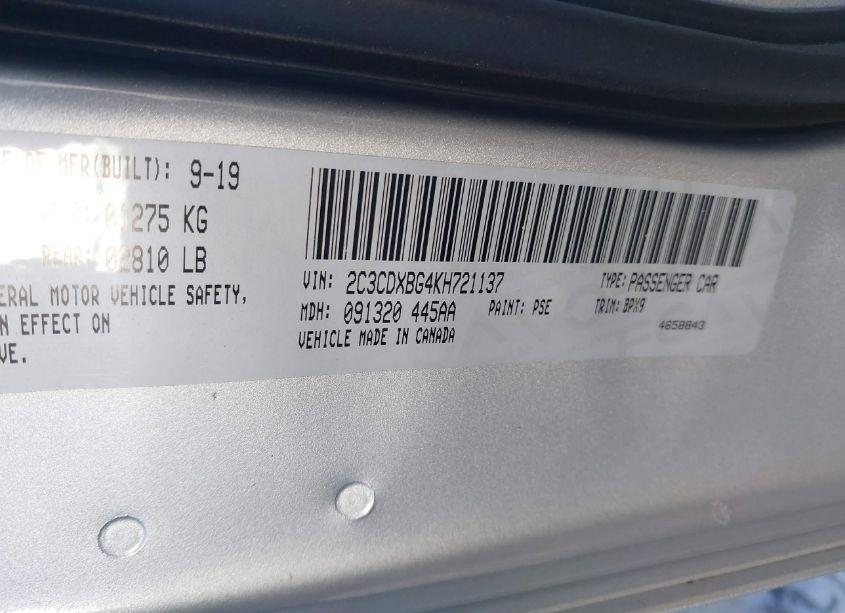 OF MFR(BUILT): 9-19
1275 KG
REAR: 02810 LB
ERAL MOTOR VEHICLE SAFETY,
N EFFECT ON
VE.
VIN: 2C3CDXBG4KH721137 TYPE: PASSENGER CAR
MDH: 091320 445AA PAINT: PSE TRIM: BPX9
VEHICLE MADE IN CANADA 4658843